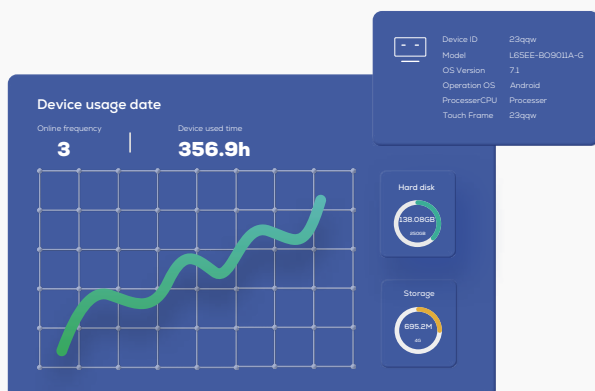 Device ID 23qqw
Model L65EE-BO9011A-G
OS Version 7.1
Operation OS Android
ProcesserCPU Processer
Touch Frame 23qqw
Device usage date
Online frequency Device used time
3 356.9h
Hard disk
138.08GB
Storage
695.2M
4G